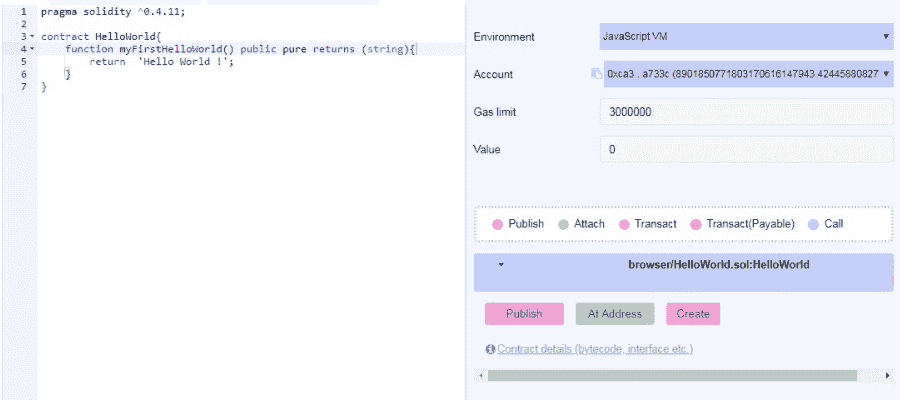 1 pragma solidity ^0.4.11;
2
3 contract HelloWorld{
4 function myFirstHelloWorld() public pure returns (string){
5 return 'Hello World !';
6 }
7 }
Environment
JavaScript VM
Account
0xca3...a733c (8901850771803170616147943.42445880827
Gas limit
3000000
Value
0
Publish Attach Transact Transact(Payable) Call
browser/HelloWorld.sol:HelloWorld
Publish At Address Create
Contract details (bytecode, interface etc.)